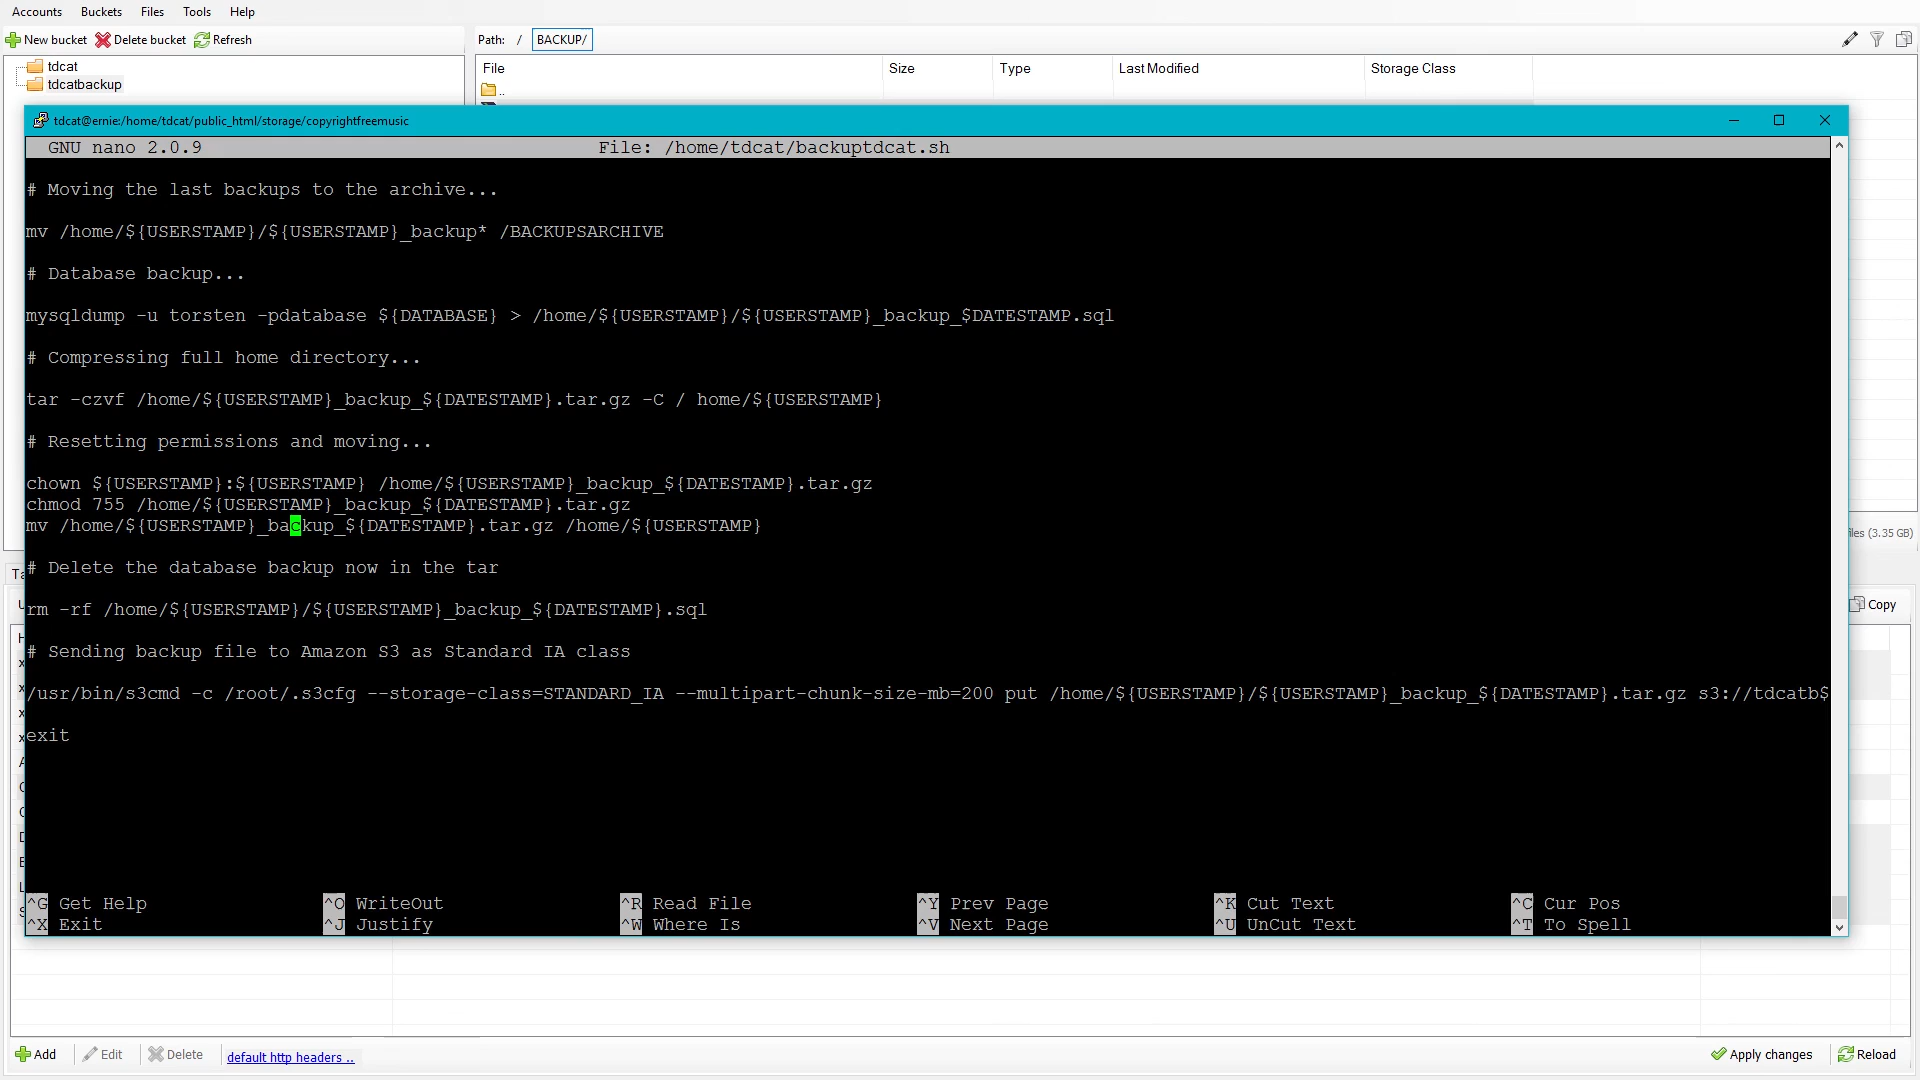 Accounts Buckets Files Tools Help
New bucket Delete bucket Refresh
Path: / BACKUP/
tdcat
tdcatbackup
File Size Type Last Modified Storage Class
..
tdcat@ernie:/home/tdcat/public_html/storage/copyrightfreemusic
GNU nano 2.0.9 File: /home/tdcat/backuptdcat.sh
# Moving the last backups to the archive...
mv /home/${USERSTAMP}/${USERSTAMP}_backup* /BACKUPSARCHIVE
# Database backup...
mysqldump -u torsten -pdatabase ${DATABASE} > /home/${USERSTAMP}/${USERSTAMP}_backup_$DATESTAMP.sql
# Compressing full home directory...
tar -czvf /home/${USERSTAMP}_backup_${DATESTAMP}.tar.gz -C / home/${USERSTAMP}
# Resetting permissions and moving...
chown ${USERSTAMP}:${USERSTAMP} /home/${USERSTAMP}_backup_${DATESTAMP}.tar.gz
chmod 755 /home/${USERSTAMP}_backup_${DATESTAMP}.tar.gz
mv /home/${USERSTAMP}_backup_${DATESTAMP}.tar.gz /home/${USERSTAMP}
# Delete the database backup now in the tar
rm -rf /home/${USERSTAMP}/${USERSTAMP}_backup_${DATESTAMP}.sql
# Sending backup file to Amazon S3 as Standard IA class
/usr/bin/s3cmd -c /root/.s3cfg --storage-class=STANDARD_IA --multipart-chunk-size-mb=200 put /home/${USERSTAMP}/${USERSTAMP}_backup_${DATESTAMP}.tar.gz s3://tdcatb$
exit
^G Get Help ^O WriteOut ^R Read File ^Y Prev Page ^K Cut Text ^C Cur Pos
^X Exit ^J Justify ^W Where Is ^V Next Page ^U UnCut Text ^T To Spell
(3.35 GB)
Copy
Add Edit Delete default http headers .. Apply changes Reload